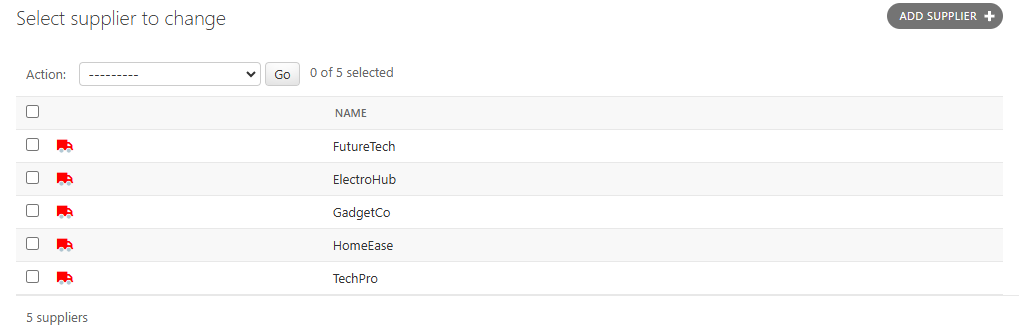 Select supplier to change
ADD SUPPLIER
Action: --------- Go 0 of 5 selected
NAME
FutureTech
ElectroHub
GadgetCo
HomeEase
TechPro
5 suppliers